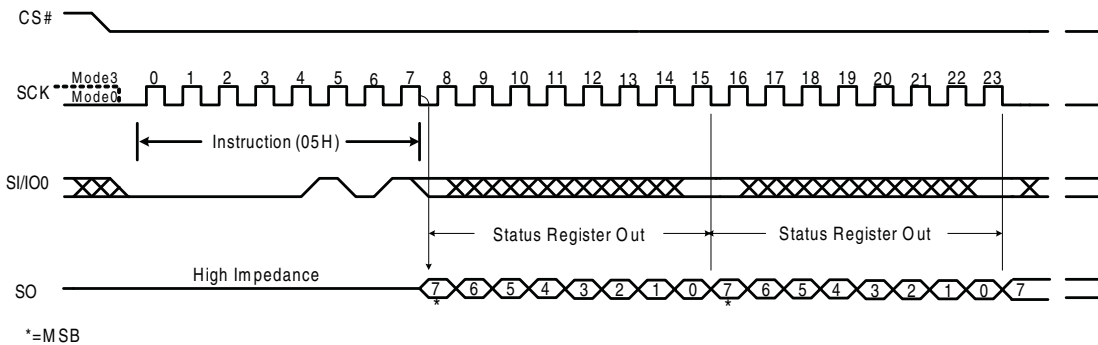 CS#
Mode3
0 1 2 3 4 5 6 7 8 9 10 11 12 13 14 15 16 17 18 19 20 21 22 23
SCK
Mode0
Instruction (05H)
SI/IO0
Status Register Out
Status Register Out
High Impedance
SO
7 6 5 4 3 2 1 0 7 6 5 4 3 2 1 0 7
* *
*=MSB